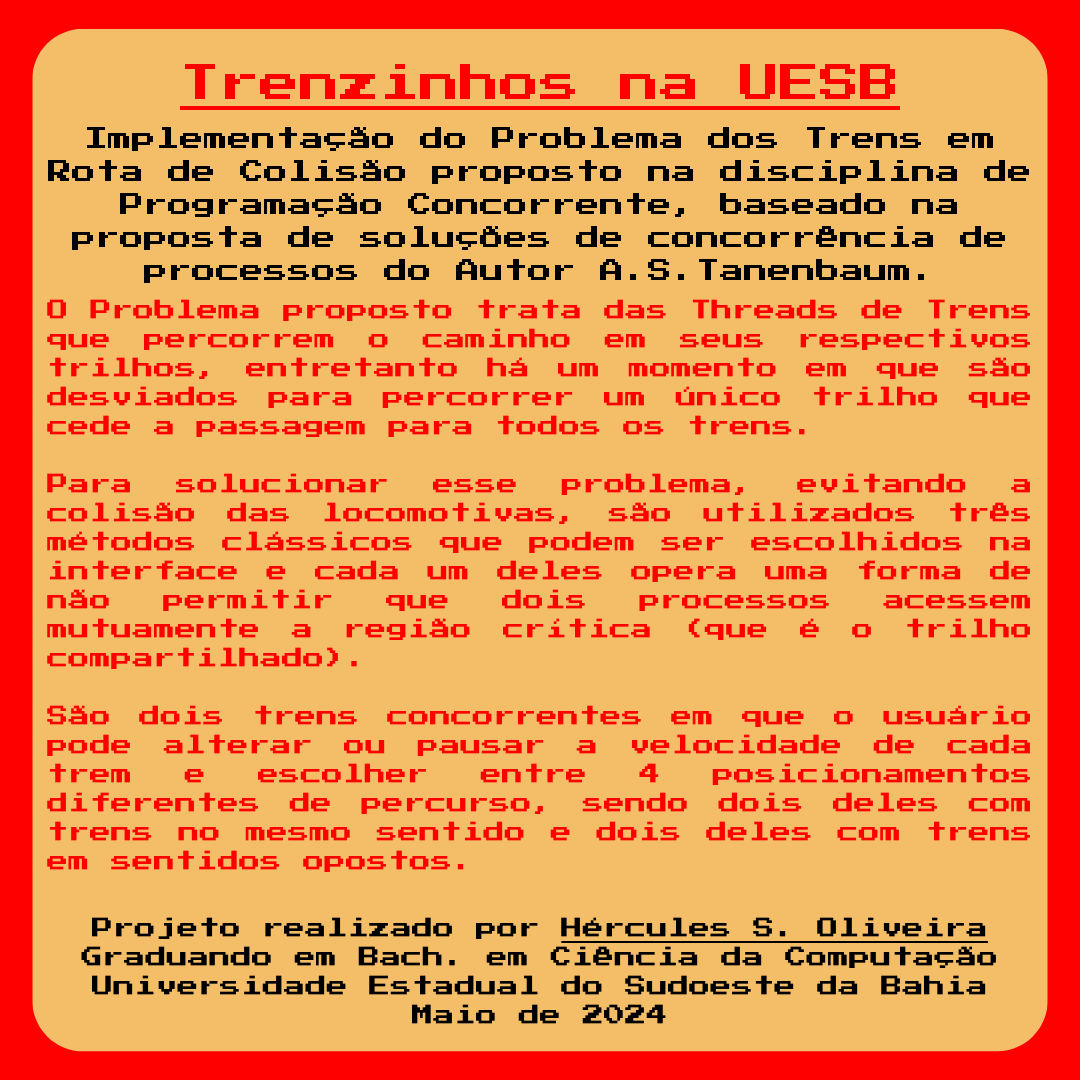 Trenzinhos na UESB
Implementação do Problema dos Trens em
Rota de Colisão proposto na disciplina de
Programação Concorrente, baseado na
proposta de soluções de concorrência de
processos do Autor A.S.Tanenbaum.
O Problema proposto trata das Threads de Trens
que percorrem o caminho em seus respectivos
trilhos, entretanto há um momento em que são
desviados para percorrer um único trilho que
cede a passagem para todos os trens.
Para solucionar esse problema, evitando a
colisão das locomotivas, são utilizados três
métodos clássicos que podem ser escolhidos na
interface e cada um deles opera uma forma de
não permitir que dois processos acessem
mutuamente a região crítica (que é o trilho
compartilhado).
São dois trens concorrentes em que o usuário
pode alterar ou pausar a velocidade de cada
trem e escolher entre 4 posicionamentos
diferentes de percurso, sendo dois deles com
trens no mesmo sentido e dois deles com trens
em sentidos opostos.
Projeto realizado por Hércules S. Oliveira
Graduando em Bach. em Ciência da Computação
Universidade Estadual do Sudoeste da Bahia
Maio de 2024